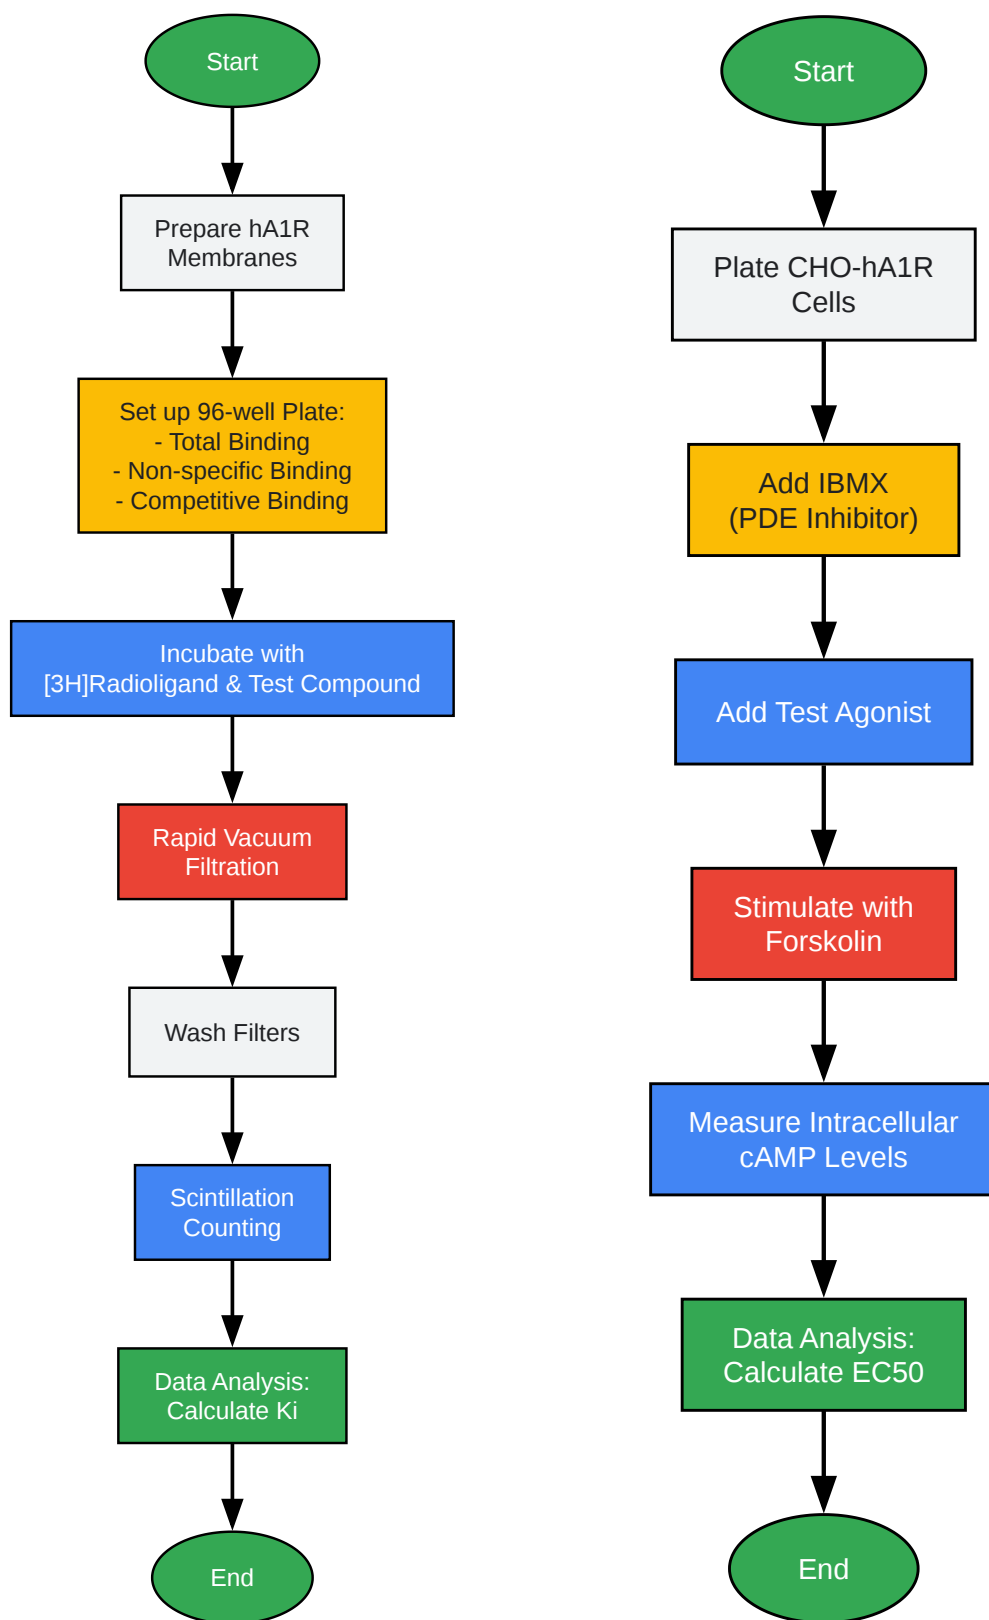 Start
Prepare hA1R
Membranes
Set up 96-well Plate:
- Total Binding
- Non-specific Binding
- Competitive Binding
Incubate with
[3H]Radioligand & Test Compound
Rapid Vacuum
Filtration
Wash Filters
Scintillation
Counting
Data Analysis:
Calculate Ki
End
Start
Plate CHO-hA1R
Cells
Add IBMX
(PDE Inhibitor)
Add Test Agonist
Stimulate with
Forskolin
Measure Intracellular
cAMP Levels
Data Analysis:
Calculate EC50
End